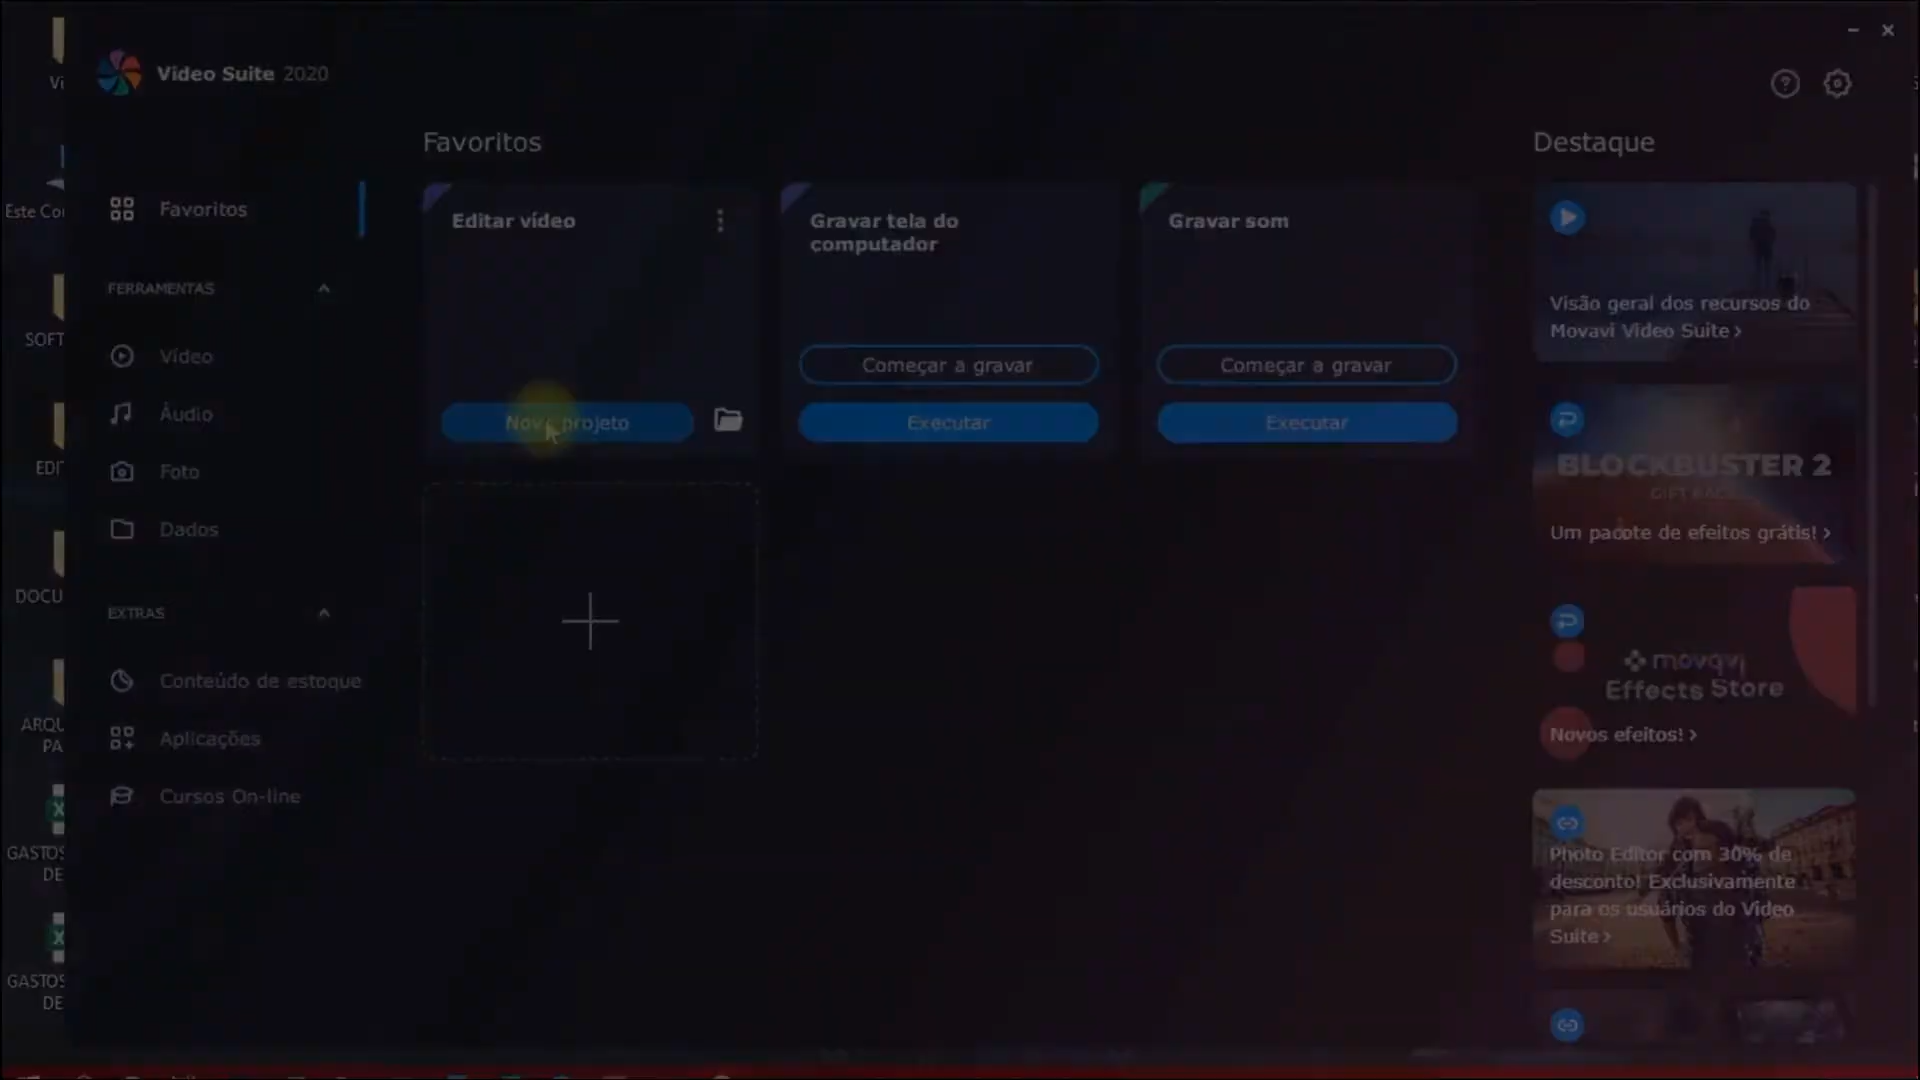 Video Suite 2020
Favoritos
Destaque
Favoritos
FERRAMENTAS
Vídeo
Áudio
Foto
Dados
EXTRAS
Conteúdo de estoque
Aplicações
Cursos On-line
Editar vídeo
Novo projeto
Gravar tela do
computador
Começar a gravar
Executar
Gravar som
Começar a gravar
Executar
Visão geral dos recursos do
Movavi Video Suite ›
BLOCKBUSTER 2
GIFT PACK
Um pacote de efeitos grátis! ›
movavi
Effects Store
Novos efeitos! ›
Photo Editor com 30% de
desconto! Exclusivamente
para os usuários do Video
Suite ›
Vi
Este Co
SOFT
EDI
DOCU
ARQU
PA
GASTOS
DE
GASTOS
DE